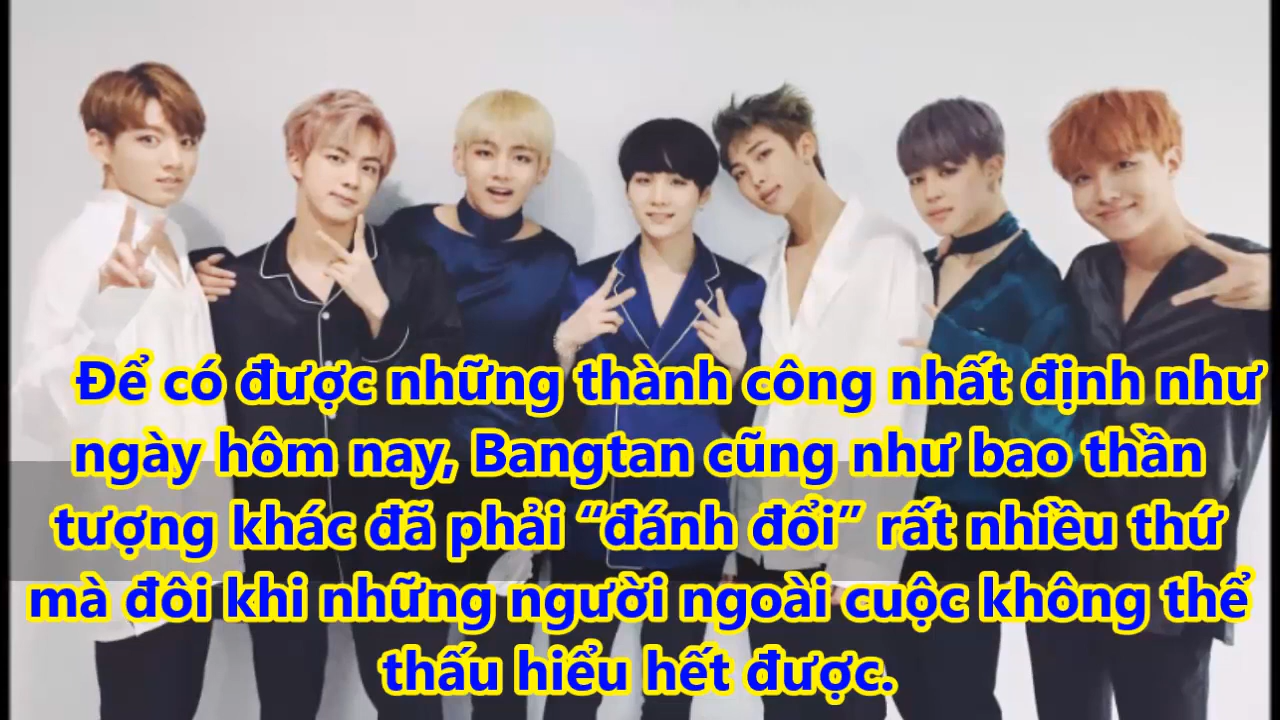 Để có được những thành công nhất định như
ngày hôm nay, Bangtan cũng như bao thần
tượng khác đã phải “đánh đổi” rất nhiều thứ
mà đôi khi những người ngoài cuộc không thể
thấu hiểu hết được.